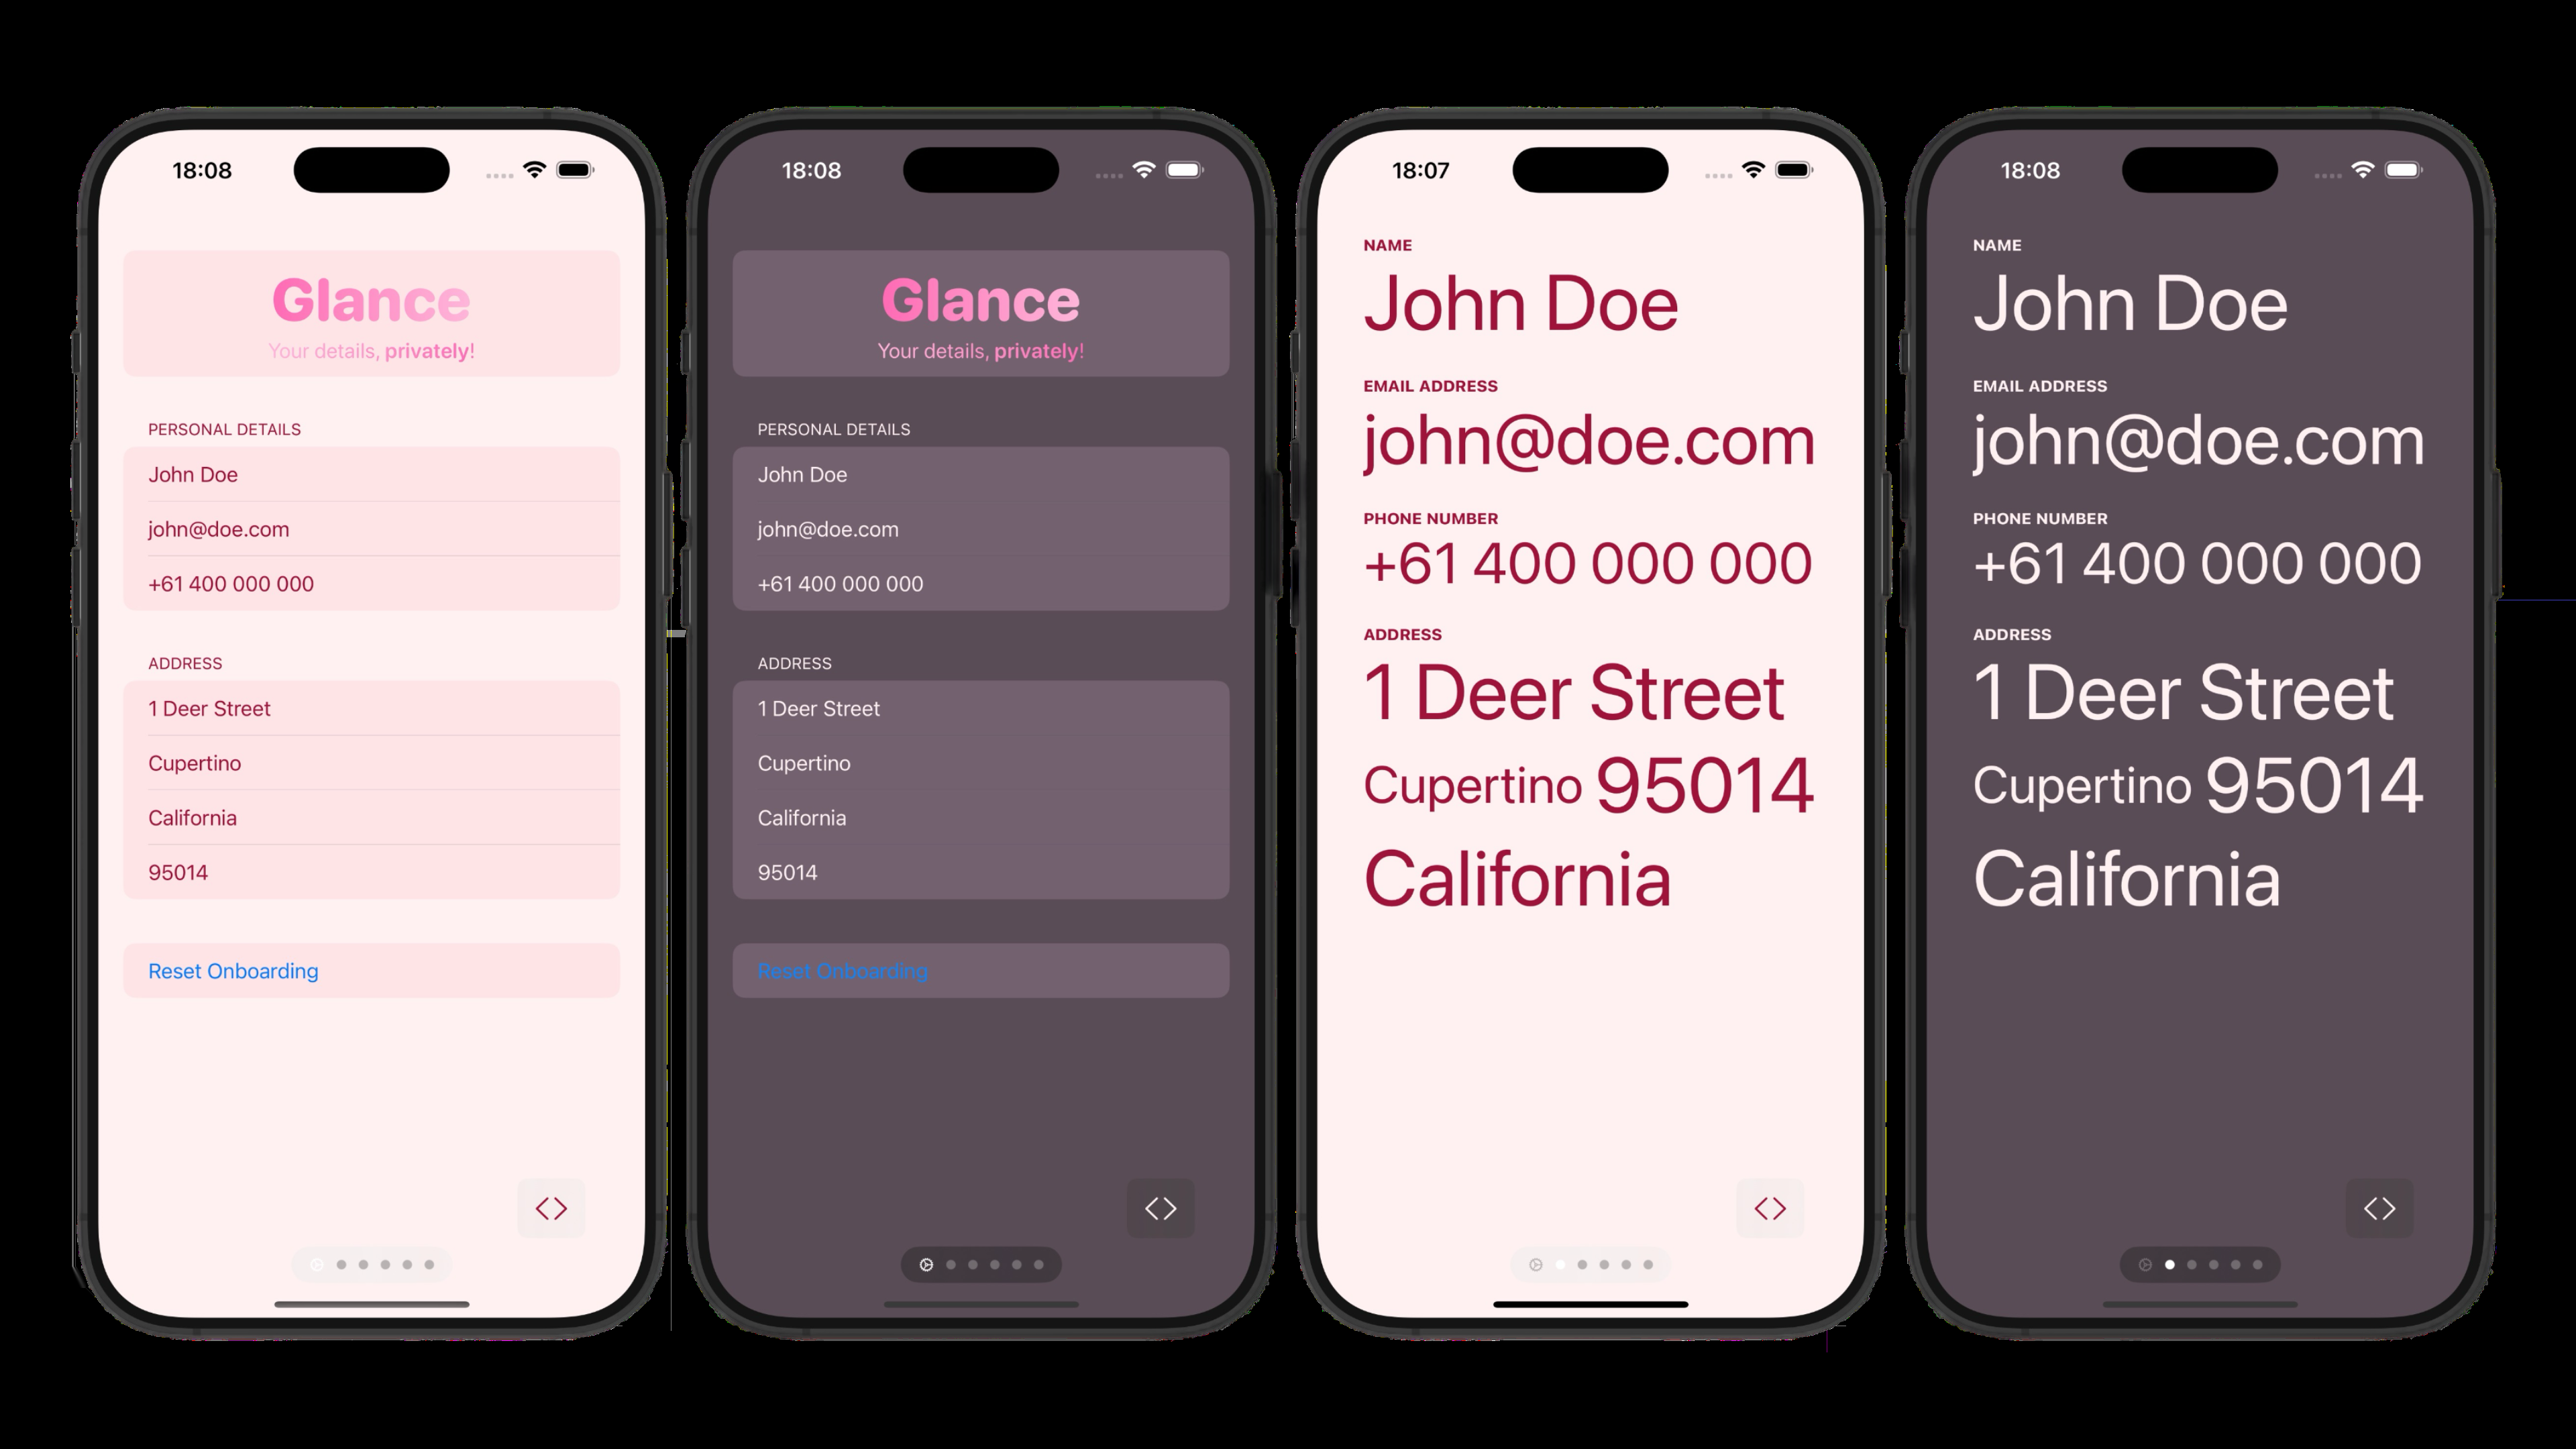 18:08
Glance
Your details, privately!
PERSONAL DETAILS
John Doe
john@doe.com
+61 400 000 000
ADDRESS
1 Deer Street
Cupertino
California
95014
Reset Onboarding
18:08
Glance
Your details, privately!
PERSONAL DETAILS
John Doe
john@doe.com
+61 400 000 000
ADDRESS
1 Deer Street
Cupertino
California
95014
Reset Onboarding
18:07
NAME
John Doe
EMAIL ADDRESS
john@doe.com
PHONE NUMBER
+61 400 000 000
ADDRESS
1 Deer Street
Cupertino 95014
California
18:08
NAME
John Doe
EMAIL ADDRESS
john@doe.com
PHONE NUMBER
+61 400 000 000
ADDRESS
1 Deer Street
Cupertino 95014
California